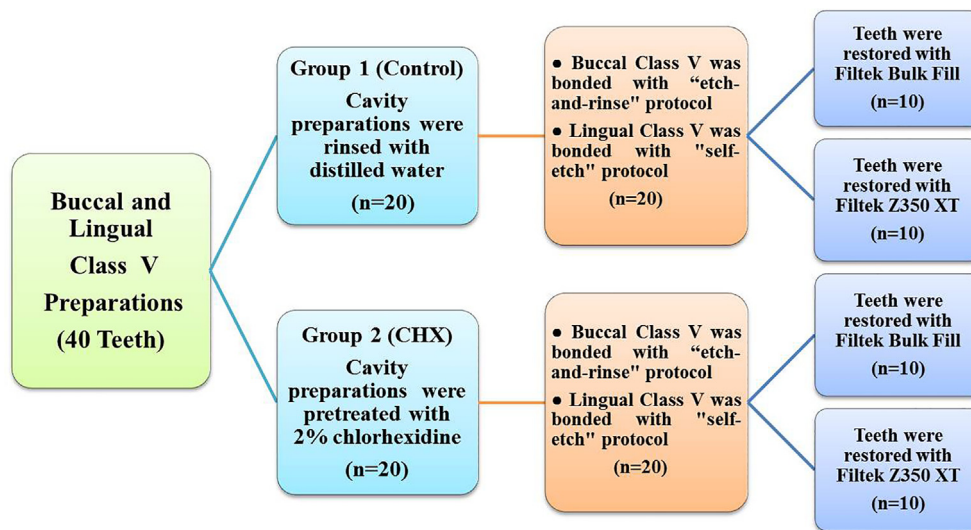 Buccal and
Lingual
Class V
Preparations
(40 Teeth)
Group 1 (Control)
Cavity
preparations were
rinsed with
distilled water
(n=20)
● Buccal Class V was
bonded with “etch-
and-rinse" protocol
● Lingual Class V was
bonded with "self-
etch" protocol
(n=20)
Teeth were
restored with
Filtek Bulk Fill
(n=10)
Teeth were
restored with
Filtek Z350 XT
(n=10)
Group 2 (CHX)
Cavity
preparations were
pretreated with
2% chlorhexidine
(n=20)
● Buccal Class V was
bonded with “etch-
and-rinse" protocol
● Lingual Class V was
bonded with "self-
etch" protocol
(n=20)
Teeth were
restored with
Filtek Bulk Fill
(n=10)
Teeth were
restored with
Filtek Z350 XT
(n=10)